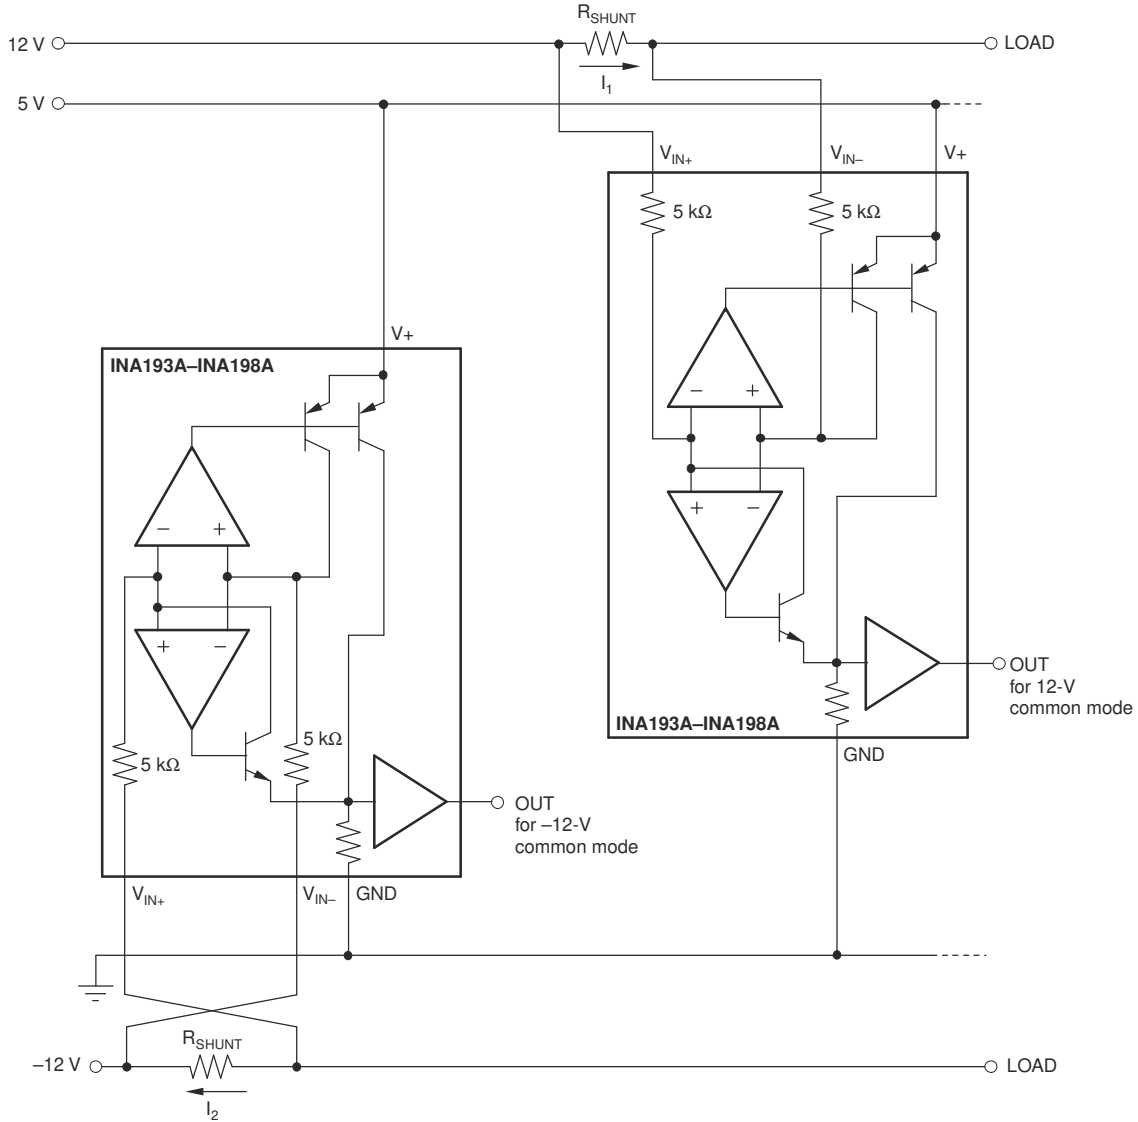 R_SHUNT
12 V
LOAD
I_1
5 V
V_IN+
V_IN–
V+
5 kΩ
5 kΩ
V+
INA193A–INA198A
–
+
+
–
–
+
+
–
OUT
for 12-V
common mode
INA193A–INA198A
GND
5 kΩ
5 kΩ
OUT
for –12-V
common mode
V_IN+
V_IN–
GND
R_SHUNT
–12 V
LOAD
I_2